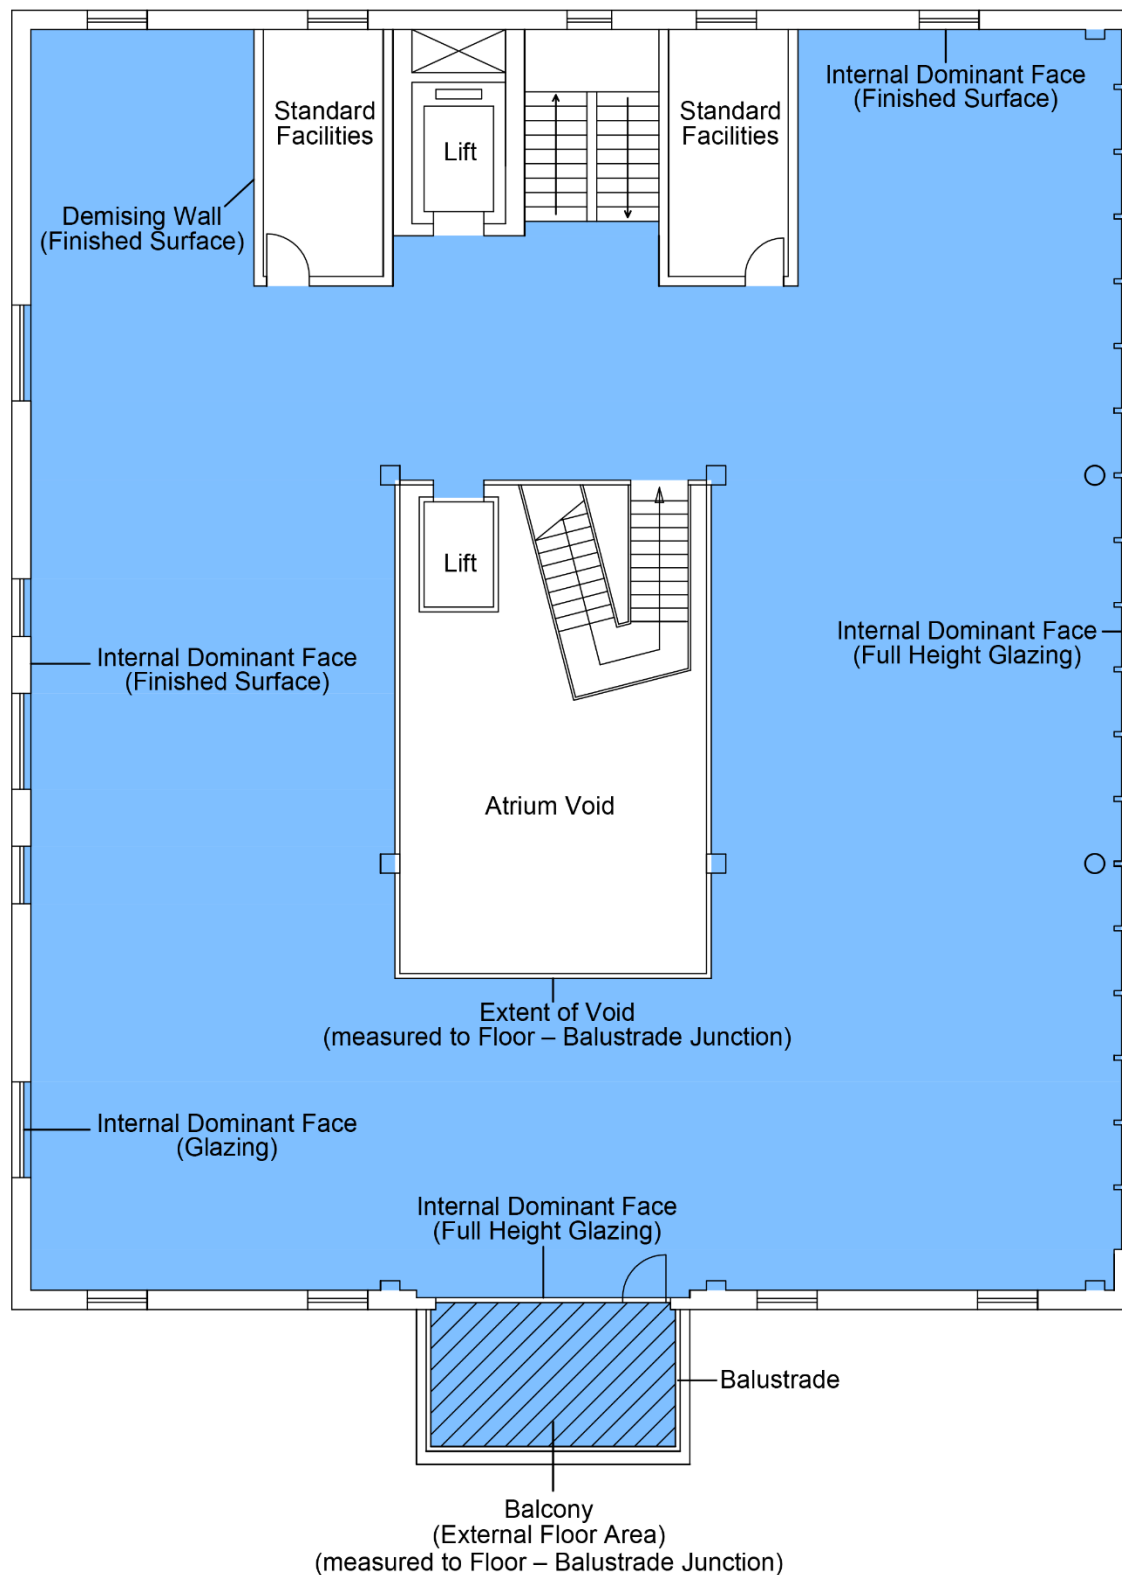 Internal Dominant Face
(Finished Surface)
Standard
Facilities
Lift
Standard
Facilities
Demising Wall
(Finished Surface)
Lift
Internal Dominant Face
(Full Height Glazing)
Internal Dominant Face
(Finished Surface)
Atrium Void
Extent of Void
(measured to Floor – Balustrade Junction)
Internal Dominant Face
(Glazing)
Internal Dominant Face
(Full Height Glazing)
Balustrade
Balcony
(External Floor Area)
(measured to Floor – Balustrade Junction)